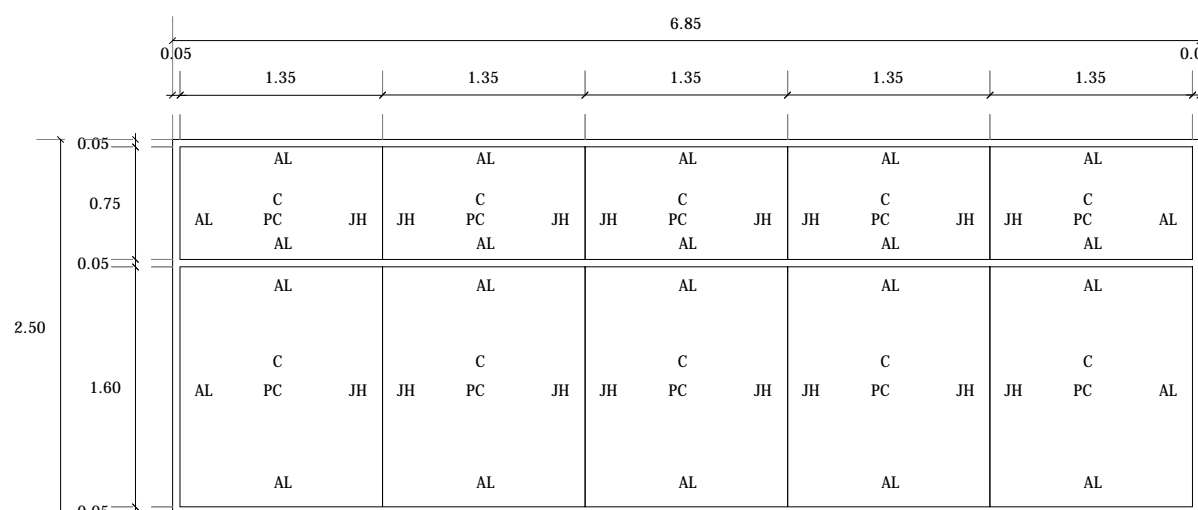 6.85
0.05
1.35 1.35 1.35 1.35 1.35
0.05
AL AL AL AL AL
0.75
C C C C C
AL PC JH JH PC JH JH PC JH JH PC JH JH PC AL
AL AL AL AL AL
0.05
AL AL AL AL AL
2.50
C C C C C
1.60
AL PC JH JH PC JH JH PC JH JH PC JH JH PC AL
AL AL AL AL AL